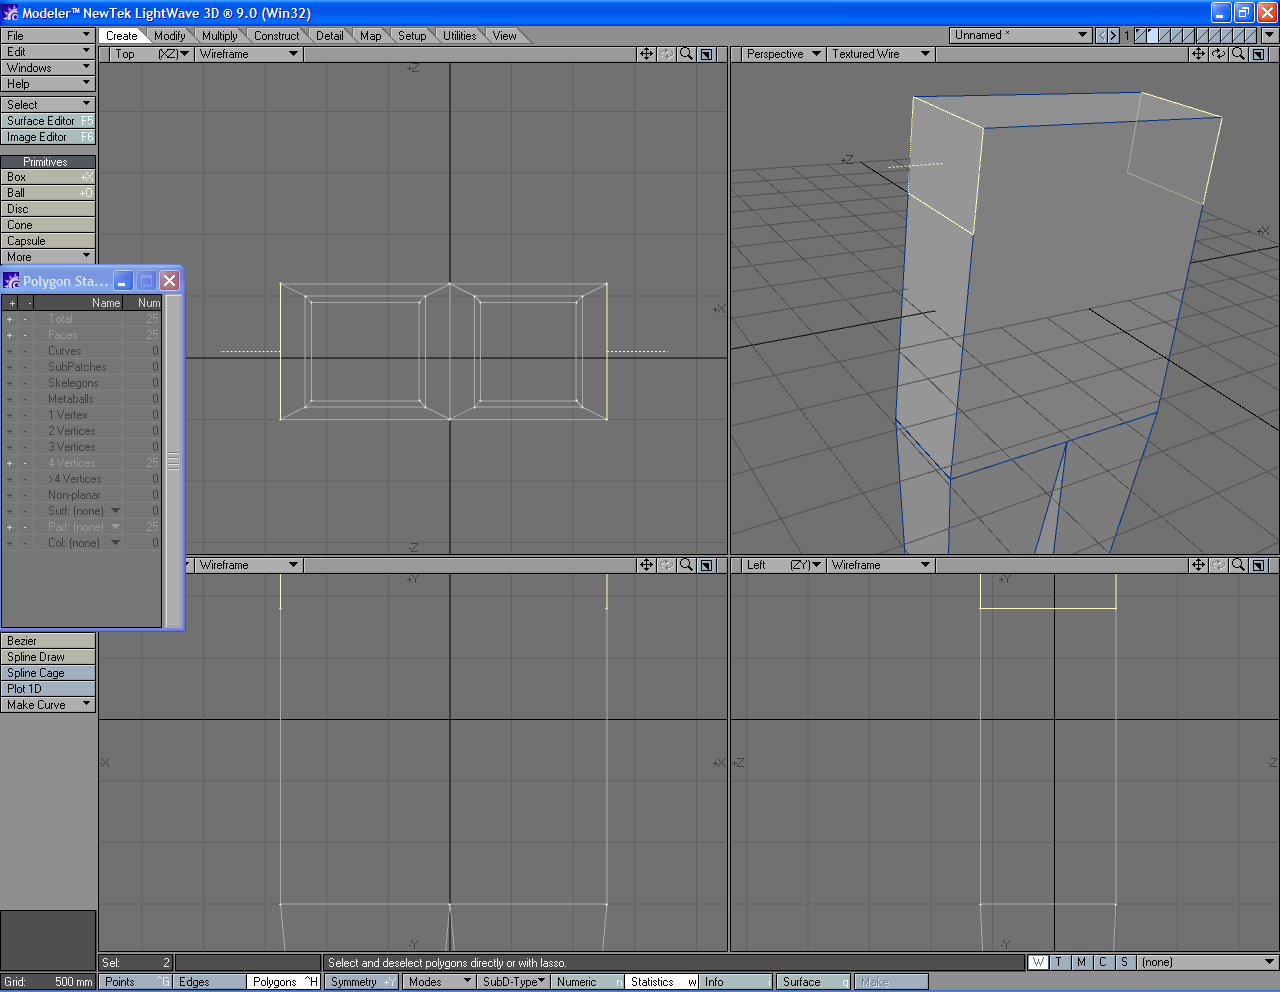 Modeler™ NewTek LightWave 3D ® 9.0 (Win32)
File
Edit
Windows
Help
Select
Surface Editor F5
Image Editor F6
Primitives
Box +X
Ball +O
Disc
Cone
Capsule
More
Create Modify Multiply Construct Detail Map Setup Utilities View
Unnamed * 1
Top (XZ) Wireframe
+Z
+X
-Z
Perspective Textured Wire
+Z
+X
Polygon Sta...
+ - Name Num
+ - Total 25
+ - Faces 25
+ - Curves 0
+ - SubPatches 0
+ - Skelegons 0
+ - Metaballs 0
+ - 1 Vertex 0
+ - 2 Vertices 0
+ - 3 Vertices 0
+ - 4 Vertices 25
+ - >4 Vertices 0
+ - Non-planar 0
+ - Surf: (none) 0
+ - Part: (none) 25
+ - Col: (none) 0
Wireframe
+Y
-X
+X
-Y
Left (ZY) Wireframe
+Y
+Z
-Z
-Y
Bezier
Spline Draw
Spline Cage
Plot 1D
Make Curve
Sel: 2
Select and deselect polygons directly or with lasso.
W T M C S (none)
Grid: 500 mm
Points ^G Edges Polygons ^H Symmetry +Y Modes SubD-Type Numeric n Statistics w Info i Surface q Make